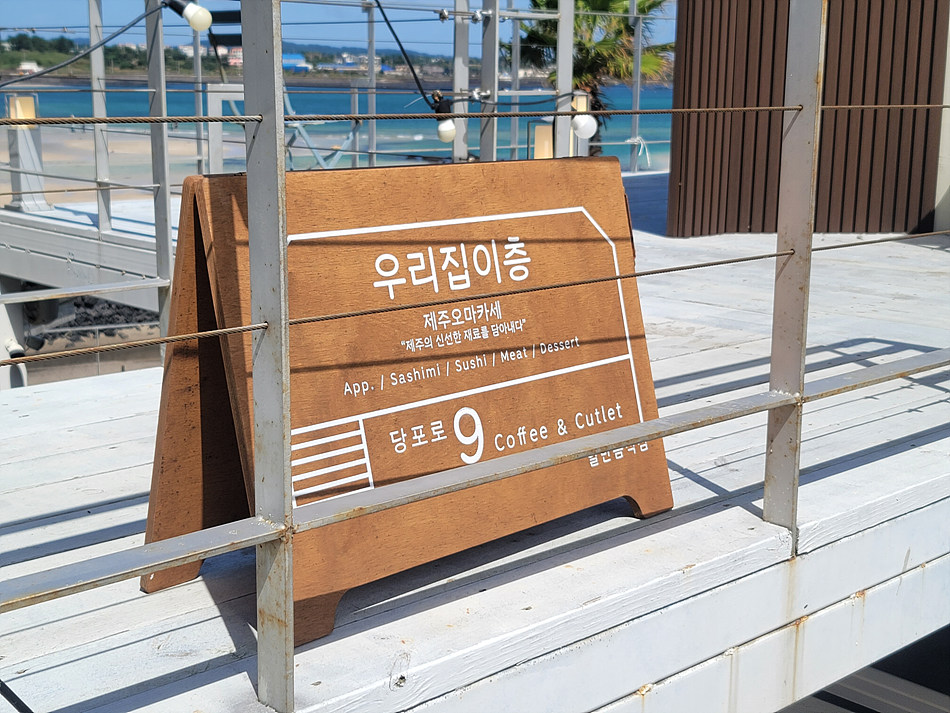 우리집이층
제주오마카세
"제주의 신선한 재료를 담아내다"
App. / Sashimi / Sushi / Meat / Dessert
당포로 9 Coffee & Cutlet